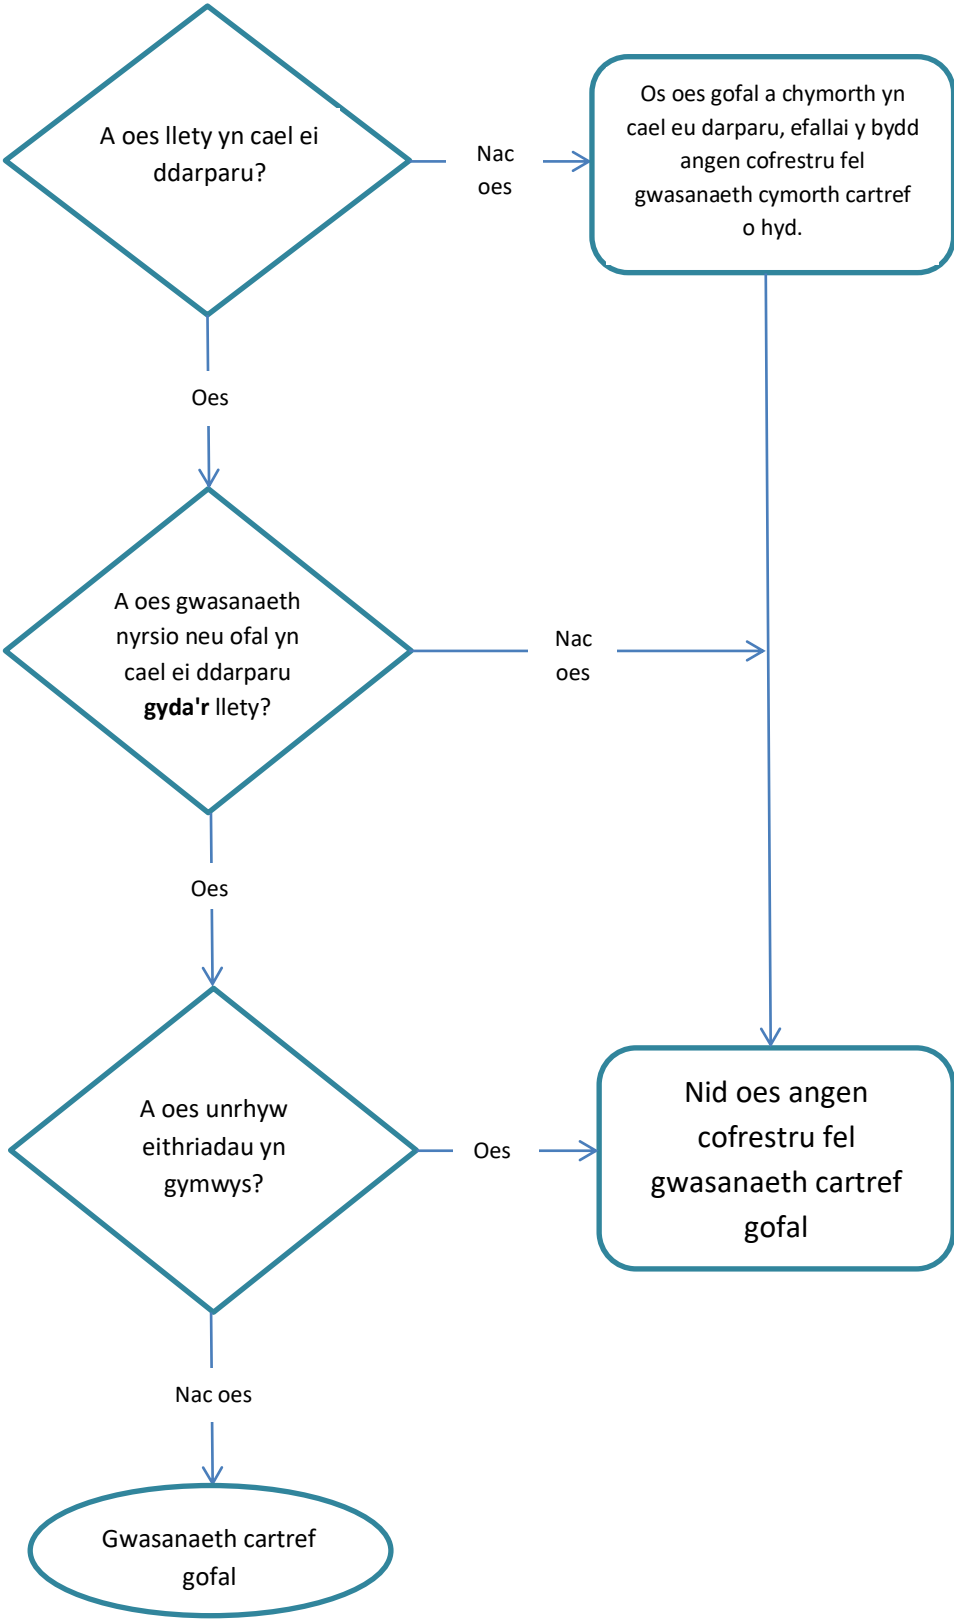 A oes llety yn cael ei
ddarparu?
Nac
oes
Os oes gofal a chymorth yn
cael eu darparu, efallai y bydd
angen cofrestru fel
gwasanaeth cymorth cartref
o hyd.
Oes
A oes gwasanaeth
nyrsio neu ofal yn
cael ei ddarparu
gyda'r llety?
Nac
oes
Oes
A oes unrhyw
eithriadau yn
gymwys?
Oes
Nid oes angen
cofrestru fel
gwasanaeth cartref
gofal
Nac oes
Gwasanaeth cartref
gofal